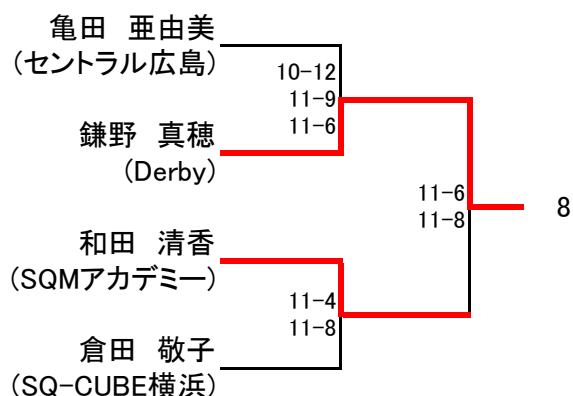 亀田　亜由美
(セントラル広島)
10-12
11-9
11-6
鎌野　真穂
(Derby)
11-6
11-8
8
和田　清香
(SQMアカデミー)
11-4
11-8
倉田　敬子
(SQ-CUBE横浜)